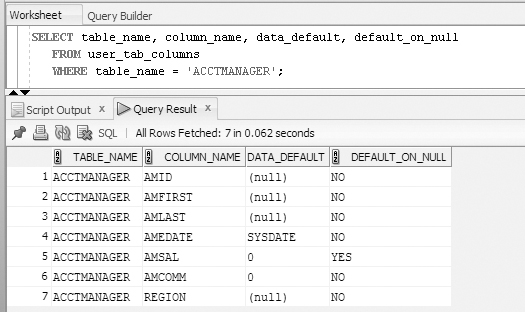 Worksheet Query Builder
SELECT table_name, column_name, data_default, default_on_null
FROM user_tab_columns
WHERE table_name = 'ACCTMANAGER';
Script Output x Query Result x
SQL | All Rows Fetched: 7 in 0.062 seconds
TABLE_NAME COLUMN_NAME DATA_DEFAULT DEFAULT_ON_NULL
1 ACCTMANAGER AMID (null) NO
2 ACCTMANAGER AMFIRST (null) NO
3 ACCTMANAGER AMLAST (null) NO
4 ACCTMANAGER AMEDATE SYSDATE NO
5 ACCTMANAGER AMSAL 0 YES
6 ACCTMANAGER AMCOMM 0 NO
7 ACCTMANAGER REGION (null) NO